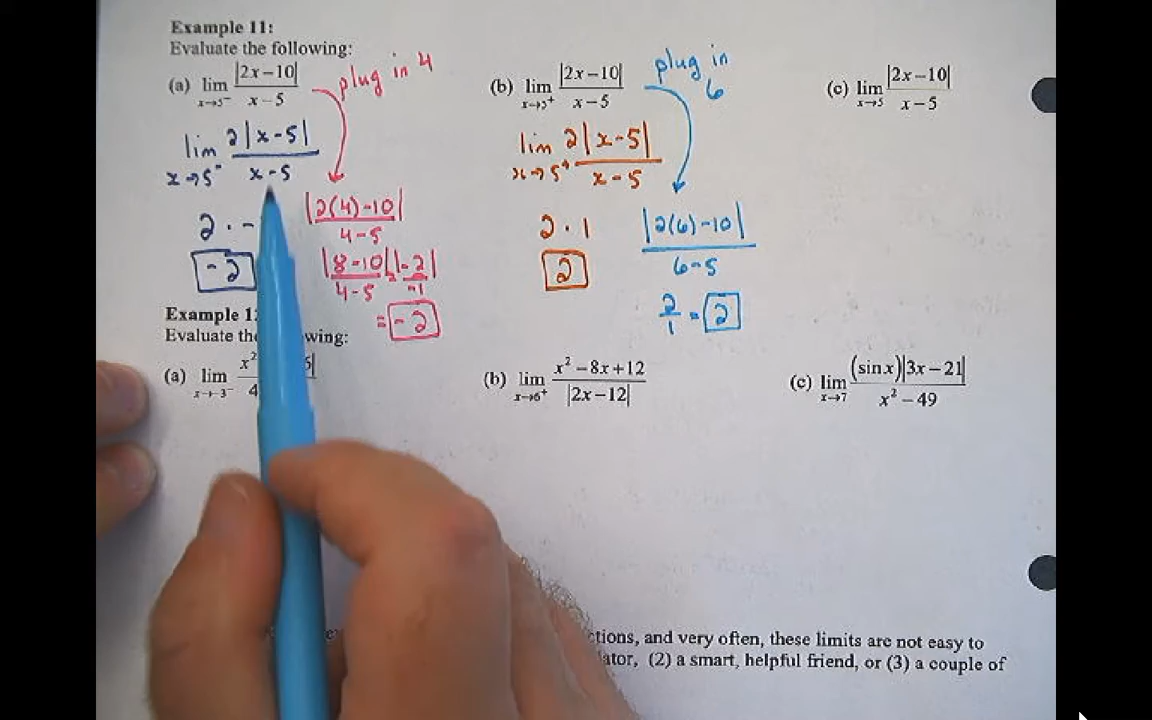 Example 11:
Evaluate the following:
(a) lim x→5⁻ |2x−10| / x−5
plug in 4
lim x→5⁻ 2|x−5| / x−5
2 · -
-2
|2(4)-10| / 4-5
|8-10| / 4-5 = |-2| / -1
= -2
(b) lim x→5⁺ |2x−10| / x−5
plug in
6
lim x→5⁺ 2|x−5| / x−5
2 · 1
2
|2(6)-10| / 6-5
2/1 = 2
(c) lim x→5 |2x−10| / x−5
Example 1
Evaluate the wing:
(a) lim x→−3⁻ x² / 4
(b) lim x→6⁺ x²−8x+12 / |2x−12|
(c) lim x→7 (sin x)|3x−21| / x²−49
ctions, and very often, these limits are not easy to
ator, (2) a smart, helpful friend, or (3) a couple of